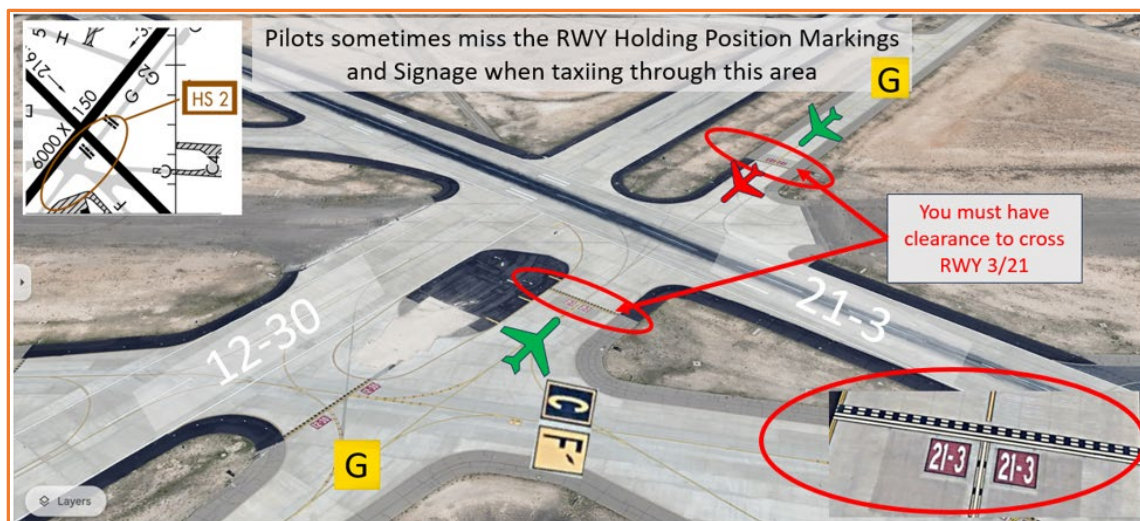 Pilots sometimes miss the RWY Holding Position Markings
and Signage when taxiing through this area
H
G2
G
HS 2
6000 X 150
F
G
You must have
clearance to cross
RWY 3/21
12-30
21-3
C
F
G
21-3 21-3
Layers